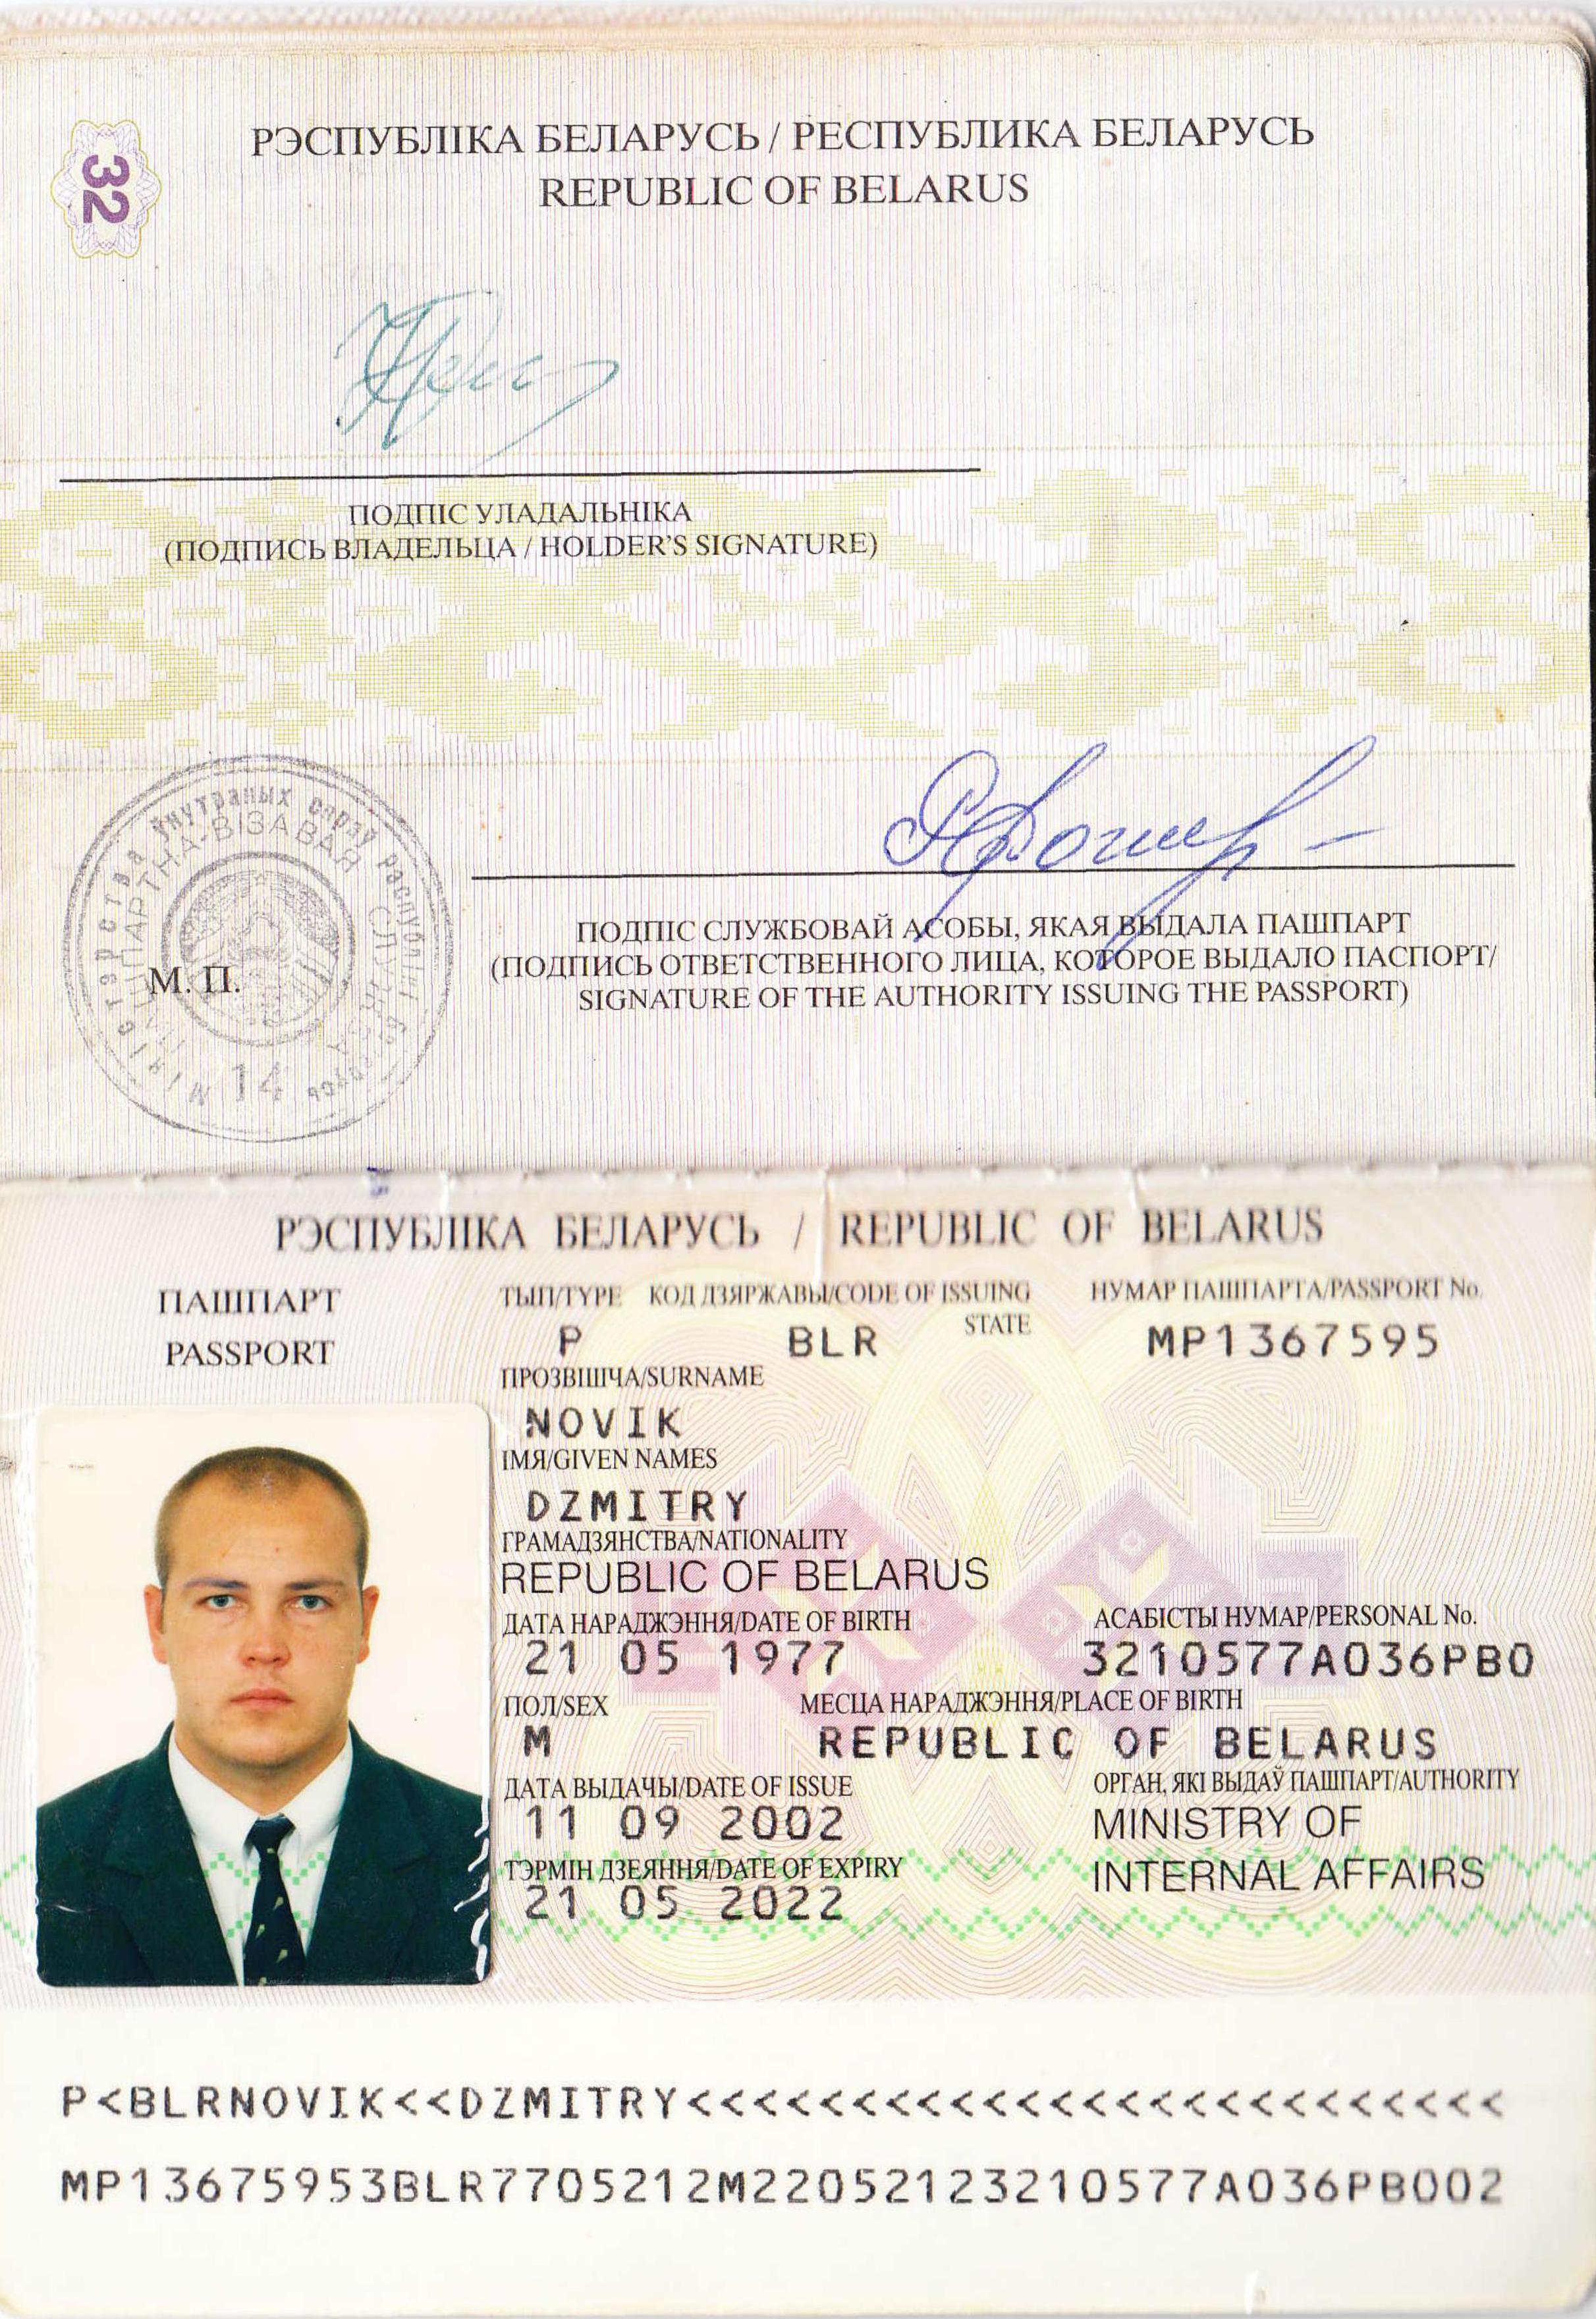 32
РЭСПУБЛІКА БЕЛАРУСЬ / РЕСПУБЛИКА БЕЛАРУСЬ
REPUBLIC OF BELARUS
ПОДПІС УЛАДАЛЬНІКА
(ПОДПИСЬ ВЛАДЕЛЬЦА / HOLDER'S SIGNATURE)
Міністэрства ўнутраных спраў Рэспублікі Беларусь
ПАШПАРТНА-ВІЗАВАЯ СЛУЖБА
14
М. П.
ПОДПІС СЛУЖБОВАЙ АСОБЫ, ЯКАЯ ВЫДАЛА ПАШПАРТ
(ПОДПИСЬ ОТВЕТСТВЕННОГО ЛИЦА, КОТОРОЕ ВЫДАЛО ПАСПОРТ/
SIGNATURE OF THE AUTHORITY ISSUING THE PASSPORT)
РЭСПУБЛІКА БЕЛАРУСЬ / REPUBLIC OF BELARUS
ПАШПАРТ
PASSPORT
ТЫП/TYPE КОД ДЗЯРЖАВЫ/CODE OF ISSUING STATE НУМАР ПАШПАРТА/PASSPORT No.
P BLR MP1367595
ПРОЗВІШЧА/SURNAME
NOVIK
ІМЯ/GIVEN NAMES
DZMITRY
ГРАМАДЗЯНСТВА/NATIONALITY
REPUBLIC OF BELARUS
ДАТА НАРАДЖЭННЯ/DATE OF BIRTH АСАБІСТЫ НУМАР/PERSONAL No.
21 05 1977 3210577A036PB0
ПОЛ/SEX МЕСЦА НАРАДЖЭННЯ/PLACE OF BIRTH
M REPUBLIC OF BELARUS
ДАТА ВЫДАЧЫ/DATE OF ISSUE ОРГАН, ЯКІ ВЫДАЎ ПАШПАРТ/AUTHORITY
11 09 2002 MINISTRY OF
ТЭРМІН ДЗЕЯННЯ/DATE OF EXPIRY INTERNAL AFFAIRS
21 05 2022
P<BLRNOVIK<<DZMITRY<<<<<<<<<<<<<<<<<<<<<<<<<
MP13675953BLR7705212M22052123210577A036PB002